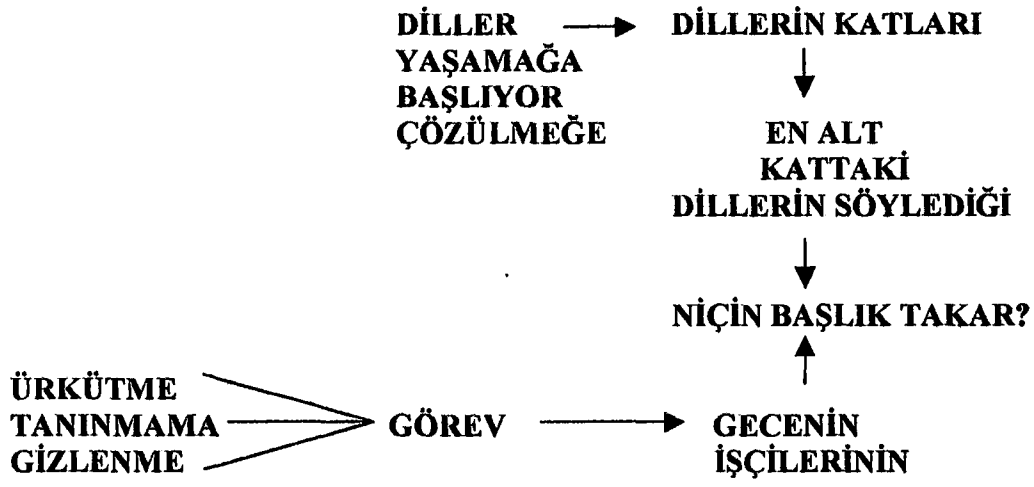 DİLLER
YAŞAMAĞA
BAŞLIYOR
ÇÖZÜLMEĞE
DİLLERİN KATLARI
EN ALT
KATTAKİ
DİLLERİN SÖYLEDİĞİ
NİÇİN BAŞLIK TAKAR?
ÜRKÜTME
TANINMAMA
GİZLENME
GÖREV
GECENİN
İŞÇİLERİNİN